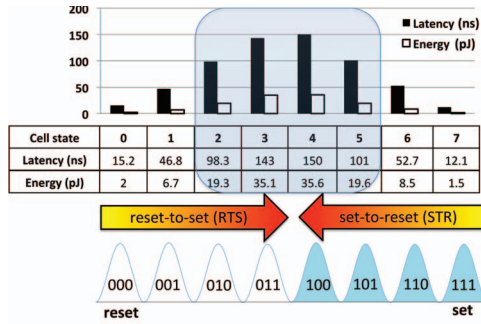 200
150
100
50
0
Latency (ns)
Energy (pJ)
Cell state 0 1 2 3 4 5 6 7
Latency (ns) 15.2 46.8 98.3 143 150 101 52.7 12.1
Energy (pJ) 2 6.7 19.3 35.1 35.6 19.6 8.5 1.5
reset-to-set (RTS) set-to-reset (STR)
000 001 010 011 100 101 110 111
reset set